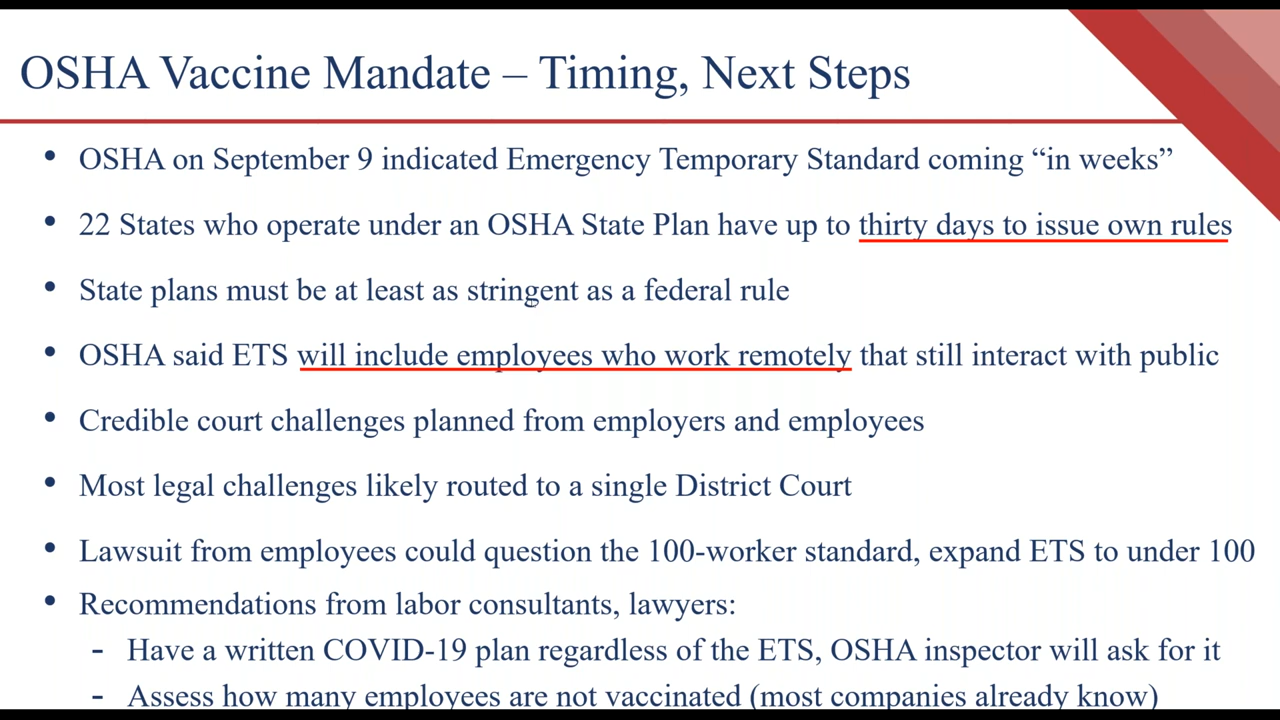 OSHA Vaccine Mandate – Timing, Next Steps
• OSHA on September 9 indicated Emergency Temporary Standard coming “in weeks”
• 22 States who operate under an OSHA State Plan have up to thirty days to issue own rules
• State plans must be at least as stringent as a federal rule
• OSHA said ETS will include employees who work remotely that still interact with public
• Credible court challenges planned from employers and employees
• Most legal challenges likely routed to a single District Court
• Lawsuit from employees could question the 100-worker standard, expand ETS to under 100
• Recommendations from labor consultants, lawyers:
- Have a written COVID-19 plan regardless of the ETS, OSHA inspector will ask for it
- Assess how many employees are not vaccinated (most companies already know)